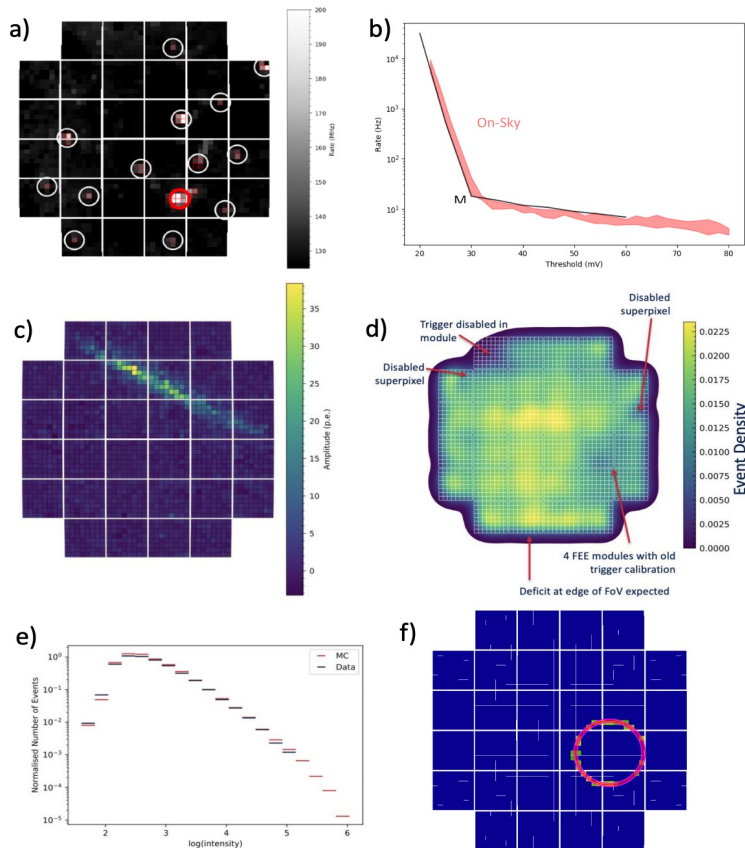 a)
200
190
180
170
160
150
140
130
Rate (MHz)
b)
10⁴
10³
10²
10¹
Rate (Hz)
On-Sky
M
20 30 40 50 60 70 80
Threshold (mV)
c)
35
30
25
20
15
10
5
0
Amplitude (p.e.)
d)
Trigger disabled in
module
Disabled
superpixel
Disabled
superpixel
4 FEE modules with old
trigger calibration
Deficit at edge of FoV expected
0.0225
0.0200
0.0175
0.0150
0.0125
0.0100
0.0075
0.0050
0.0025
0.0000
Event Density
e)
10⁰
10⁻¹
10⁻²
10⁻³
10⁻⁴
10⁻⁵
Normalised Number of Events
MC
Data
2 3 4 5 6
log(intensity)
f)